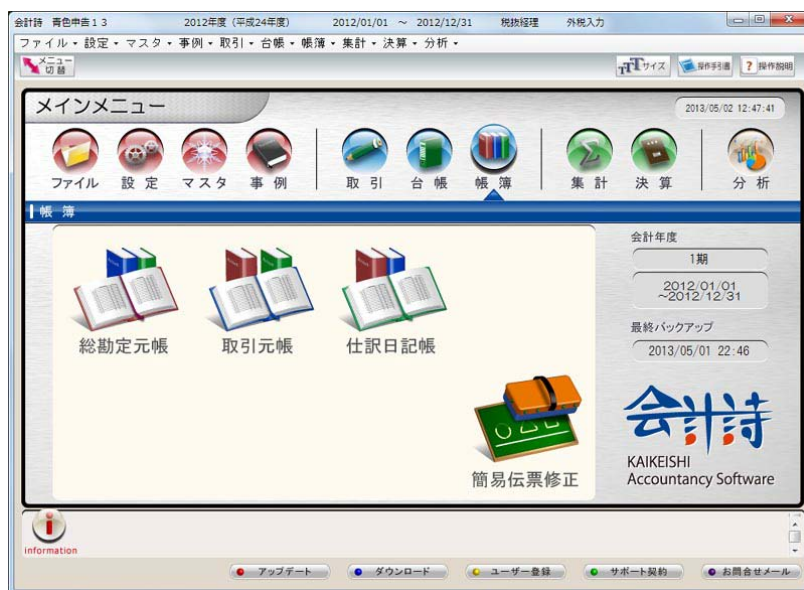 会計詩 青色申告13 2012年度（平成24年度） 2012/01/01 ～ 2012/12/31 税抜経理 外税入力
ファイル 設定 マスタ 事例 取引 台帳 帳簿 集計 決算 分析
メニュー
切替
サイズ 操作手引書 ? 操作説明
メインメニュー 2013/05/02 12:47:41
ファイル 設定 マスタ 事例 取引 台帳 帳簿 集計 決算 分析
帳簿
会計年度
1期
2012/01/01
～2012/12/31
最終バックアップ
2013/05/01 22:46
総勘定元帳 取引元帳 仕訳日記帳
簡易伝票修正
会計詩
KAIKEISHI
Accountancy Software
information
アップデート ダウンロード ユーザー登録 サポート契約 お問合せメール